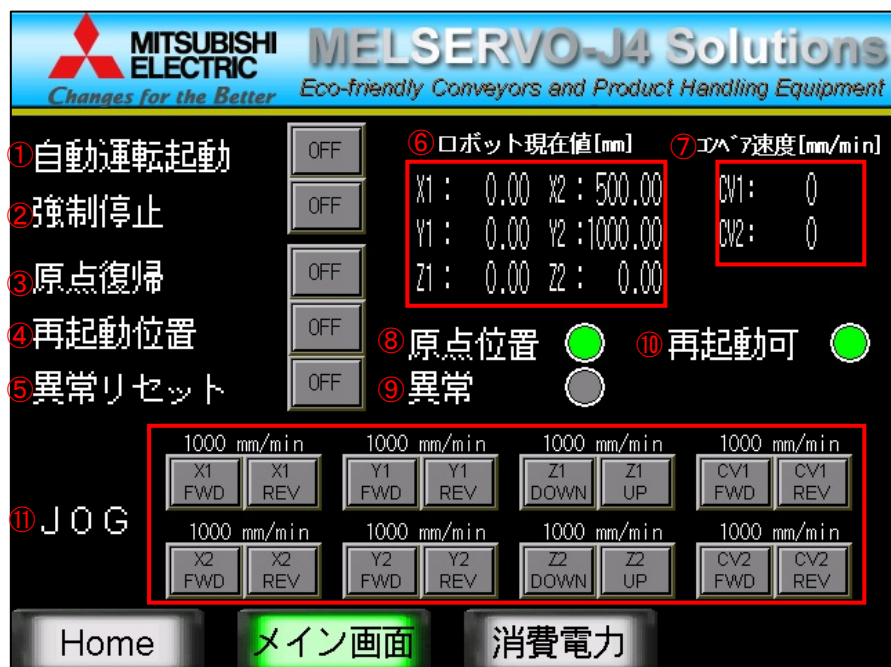 MITSUBISHI
ELECTRIC
Changes for the Better
MELSERVO-J4 Solutions
Eco-friendly Conveyors and Product Handling Equipment
①自動運転起動 OFF
②強制停止 OFF
③原点復帰 OFF
④再起動位置 OFF
⑤異常リセット OFF
⑥ロボット現在値[mm]
X1: 0.00 X2:500.00
Y1: 0.00 Y2:1000.00
Z1: 0.00 Z2: 0.00
⑦コンベア速度[mm/min]
CV1: 0
CV2: 0
⑧原点位置
⑩再起動可
⑨異常
⑪JOG
1000 mm/min 1000 mm/min 1000 mm/min 1000 mm/min
X1 X1 Y1 Y1 Z1 Z1 CV1 CV1
FWD REV FWD REV DOWN UP FWD REV
1000 mm/min 1000 mm/min 1000 mm/min 1000 mm/min
X2 X2 Y2 Y2 Z2 Z2 CV2 CV2
FWD REV FWD REV DOWN UP FWD REV
Home メイン画面 消費電力